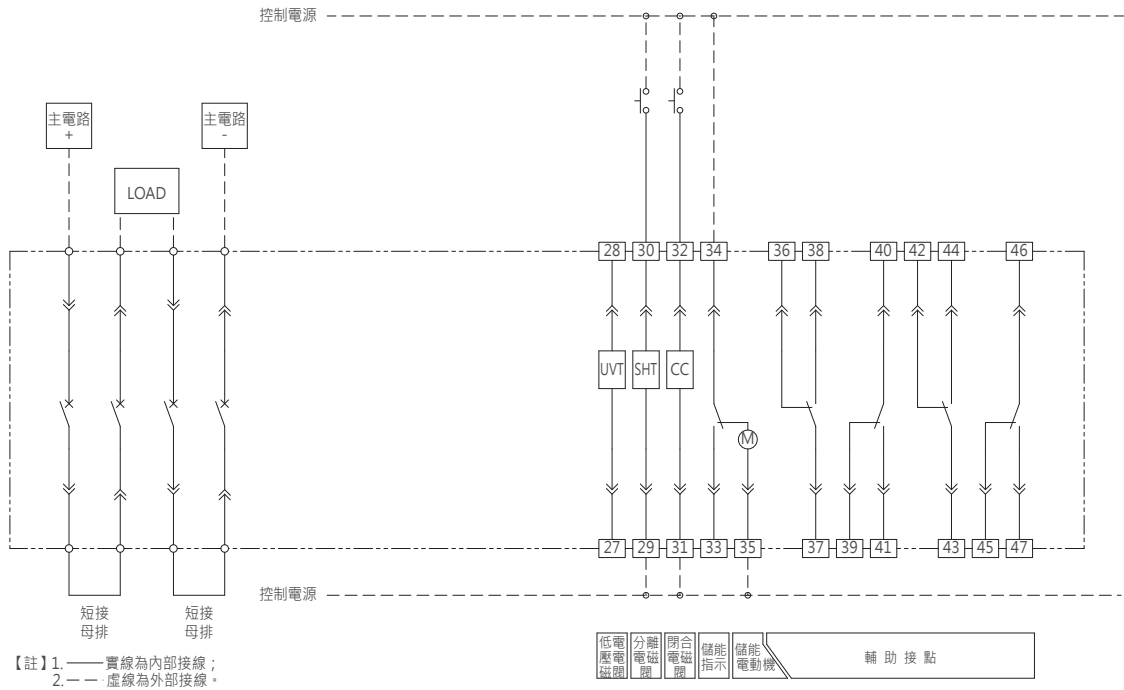 控制電源
主電路
+
主電路
-
LOAD
28 30 32 34 36 38 40 42 44 46
UVT SHT CC
M
27 29 31 33 35 37 39 41 43 45 47
控制電源
短接
母排
短接
母排
低電
壓電
磁閥
分離
電磁
閥
閉合
電磁
閥
儲能
指示
儲能
電動機
輔助接點
【註】1. 實線為內部接線；
2. 虛線為外部接線。